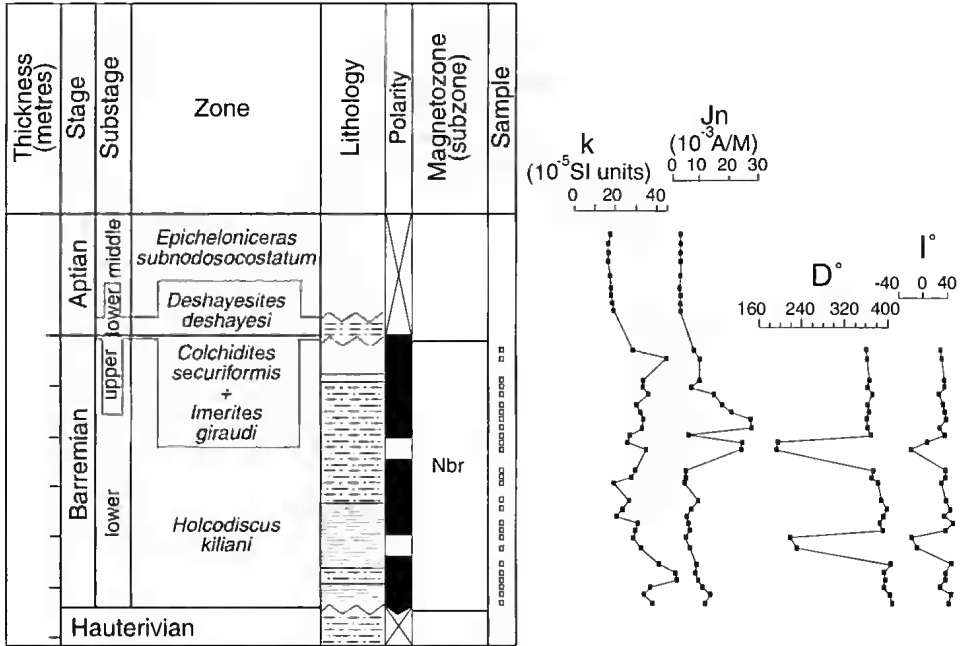 Thickness
(metres)
Stage
Substage
Zone
Lithology
Polarity
Magnetozone
(subzone)
Sample
k
(10-5SI units)
0 20 40
Jn
(10-3A/M)
0 10 30
D°
160 240 320 400
I°
-40 0 40
Aptian
middle
lower
Epicheloniceras
subnodosocostatum
Deshayesites
deshayesi
Barremian
upper
lower
Colchidites
securiformis
+
Imerites
giraudi
Holcodiscus
kiliani
Nbr
Hauterivian